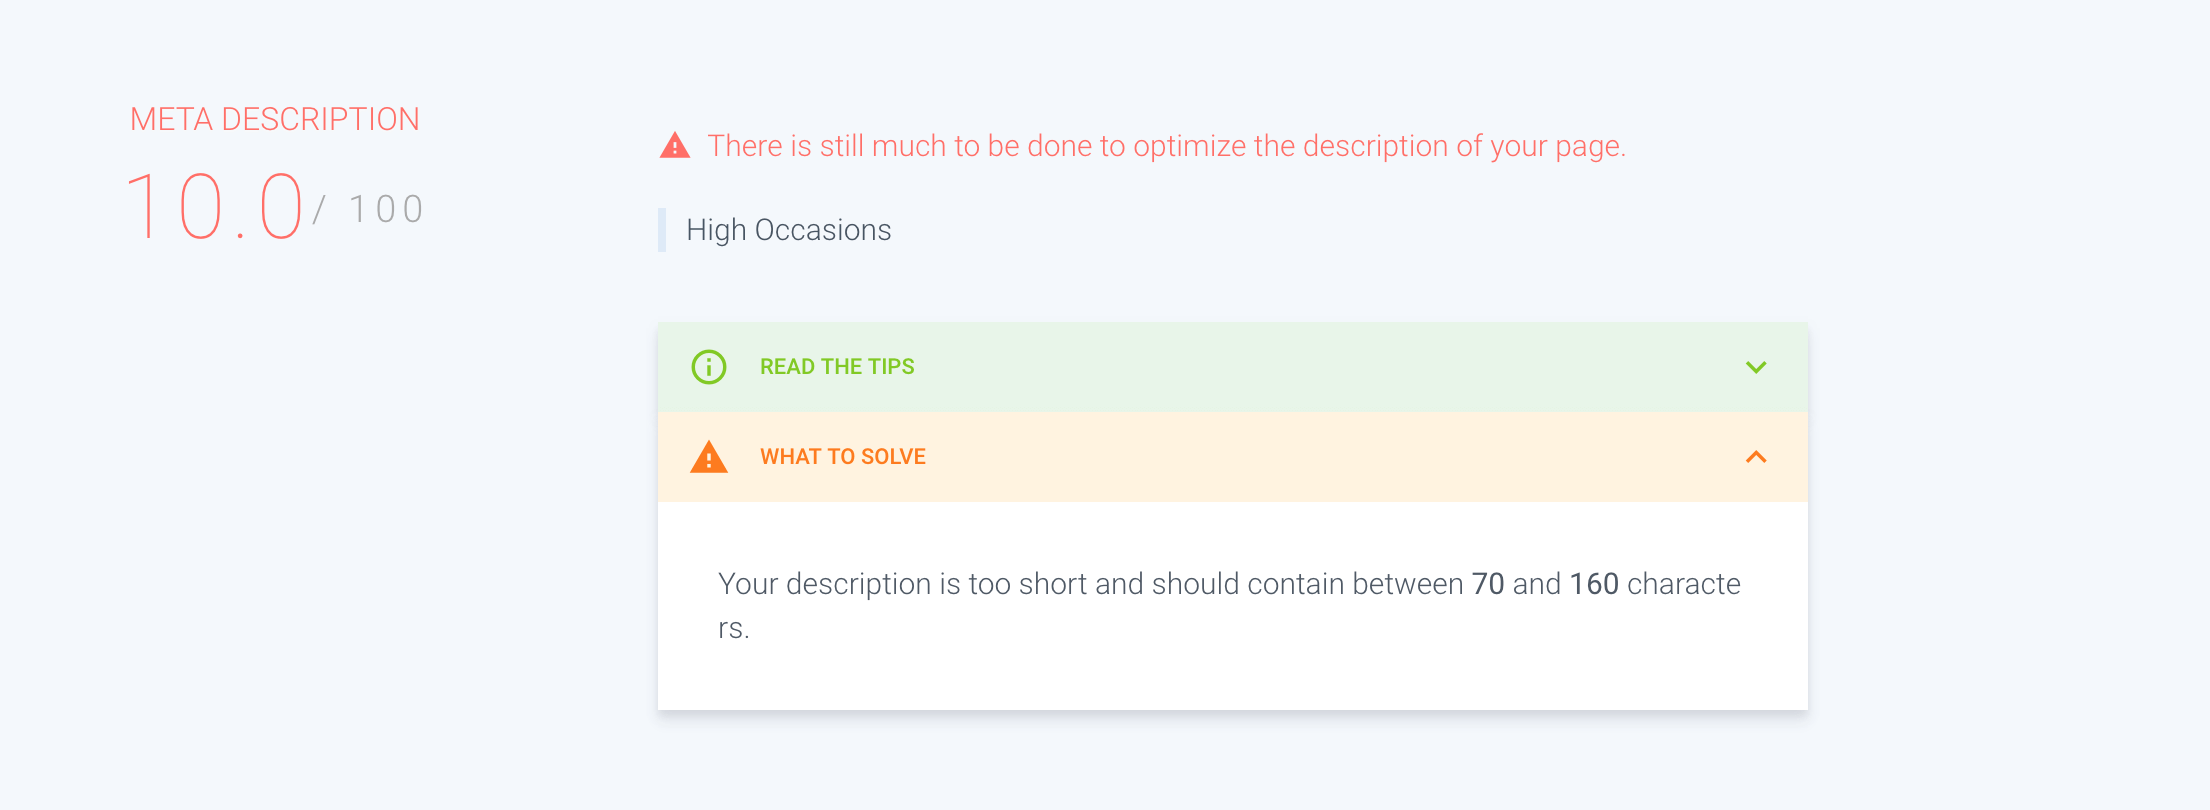 META DESCRIPTION
10.0 / 100
There is still much to be done to optimize the description of your page.
High Occasions
READ THE TIPS
WHAT TO SOLVE
Your description is too short and should contain between 70 and 160 characte
rs.